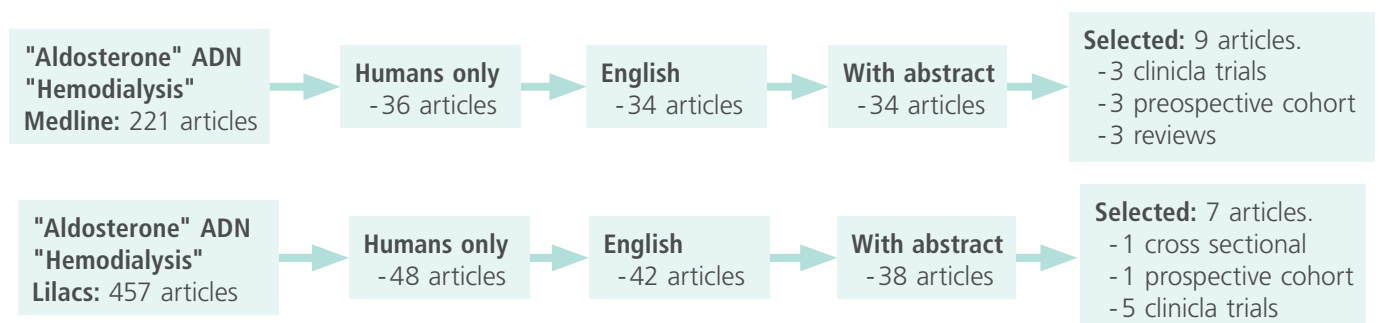 "Aldosterone" ADN
"Hemodialysis"
Medline: 221 articles
Humans only
-36 articles
English
-34 articles
With abstract
-34 articles
Selected: 9 articles.
-3 clinicla trials
-3 preospective cohort
-3 reviews
"Aldosterone" ADN
"Hemodialysis"
Lilacs: 457 articles
Humans only
-48 articles
English
-42 articles
With abstract
-38 articles
Selected: 7 articles.
-1 cross sectional
-1 prospective cohort
-5 clinicla trials